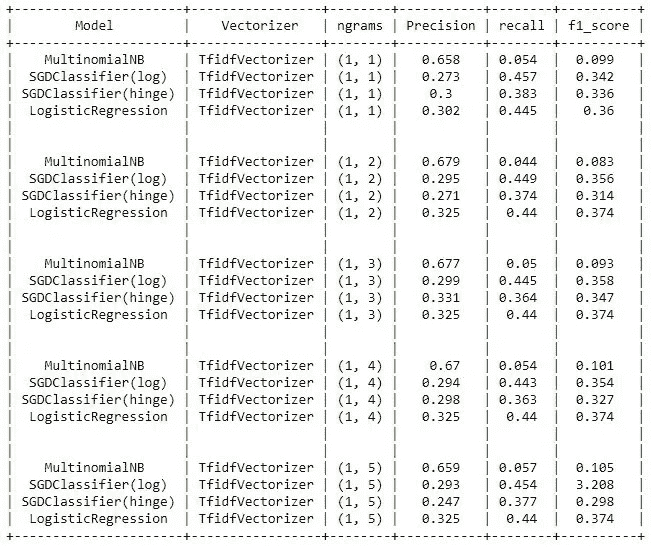 Model | Vectorizer | ngrams | Precision | recall | f1_score
MultinomialNB | TfidfVectorizer | (1, 1) | 0.658 | 0.054 | 0.099
SGDClassifier(log) | TfidfVectorizer | (1, 1) | 0.273 | 0.457 | 0.342
SGDClassifier(hinge) | TfidfVectorizer | (1, 1) | 0.3 | 0.383 | 0.336
LogisticRegression | TfidfVectorizer | (1, 1) | 0.302 | 0.445 | 0.36
MultinomialNB | TfidfVectorizer | (1, 2) | 0.679 | 0.044 | 0.083
SGDClassifier(log) | TfidfVectorizer | (1, 2) | 0.295 | 0.449 | 0.356
SGDClassifier(hinge) | TfidfVectorizer | (1, 2) | 0.271 | 0.374 | 0.314
LogisticRegression | TfidfVectorizer | (1, 2) | 0.325 | 0.44 | 0.374
MultinomialNB | TfidfVectorizer | (1, 3) | 0.677 | 0.05 | 0.093
SGDClassifier(log) | TfidfVectorizer | (1, 3) | 0.299 | 0.445 | 0.358
SGDClassifier(hinge) | TfidfVectorizer | (1, 3) | 0.331 | 0.364 | 0.347
LogisticRegression | TfidfVectorizer | (1, 3) | 0.325 | 0.44 | 0.374
MultinomialNB | TfidfVectorizer | (1, 4) | 0.67 | 0.054 | 0.101
SGDClassifier(log) | TfidfVectorizer | (1, 4) | 0.294 | 0.443 | 0.354
SGDClassifier(hinge) | TfidfVectorizer | (1, 4) | 0.298 | 0.363 | 0.327
LogisticRegression | TfidfVectorizer | (1, 4) | 0.325 | 0.44 | 0.374
MultinomialNB | TfidfVectorizer | (1, 5) | 0.659 | 0.057 | 0.105
SGDClassifier(log) | TfidfVectorizer | (1, 5) | 0.293 | 0.454 | 3.208
SGDClassifier(hinge) | TfidfVectorizer | (1, 5) | 0.247 | 0.377 | 0.298
LogisticRegression | TfidfVectorizer | (1, 5) | 0.325 | 0.44 | 0.374